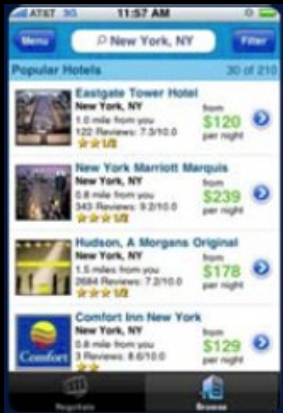 AT&T 3G 11:57 AM
Menu New York, NY Filter
Popular Hotels 30 of 210
Eastgate Tower Hotel
New York, NY
1.0 mile from you
122 Reviews: 7.3/10.0
from
$120
per night
New York Marriott Marquis
New York, NY
0.8 mile from you
343 Reviews: 9.2/10.0
from
$239
per night
Hudson, A Morgans Original
New York, NY
1.5 miles from you
2684 Reviews: 7.2/10.0
from
$178
per night
Comfort Inn New York
New York, NY
0.8 mile from you
3 Reviews: 8.6/10.0
from
$129
per night
Comfort
Negotiate Browse